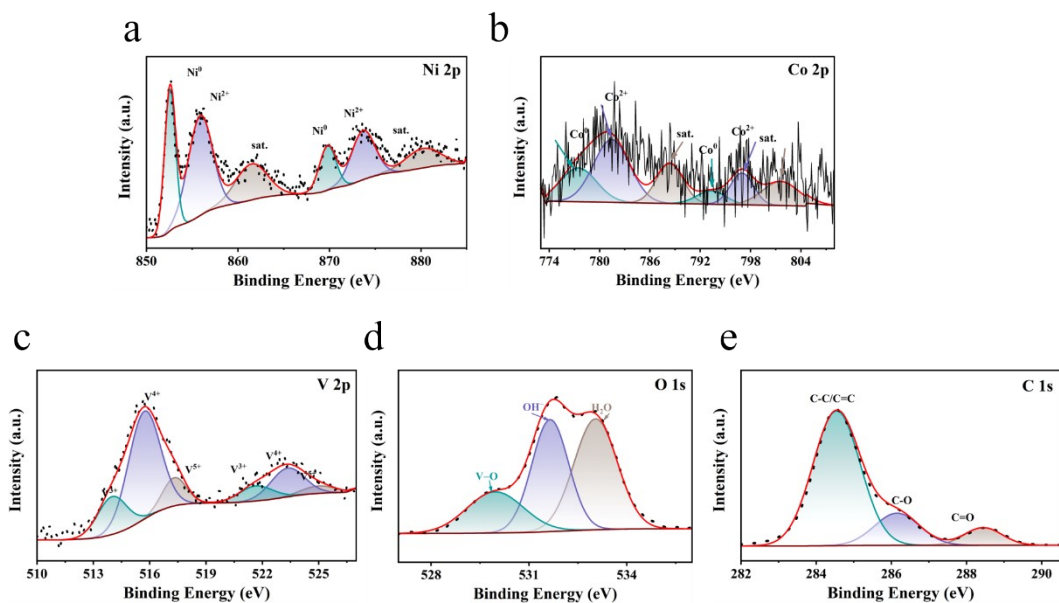 a
Ni 2p
Ni⁰
Ni²⁺
sat.
Ni⁰
Ni²⁺
sat.
Intensity (a.u.)
850 860 870 880
Binding Energy (eV)
b
Co 2p
Co⁰
Co²⁺
sat.
Co⁰
Co²⁺
sat.
Intensity (a.u.)
774 780 786 792 798 804
Binding Energy (eV)
c
V 2p
V³⁺
V⁴⁺
V⁵⁺
V³⁺
V⁴⁺
V⁵⁺
Intensity (a.u.)
510 513 516 519 522 525
Binding Energy (eV)
d
O 1s
V–O
OH
H₂O
Intensity (a.u.)
528 531 534
Binding Energy (eV)
e
C 1s
C-C/C=C
C-O
C=O
Intensity (a.u.)
282 284 286 288 290
Binding Energy (eV)